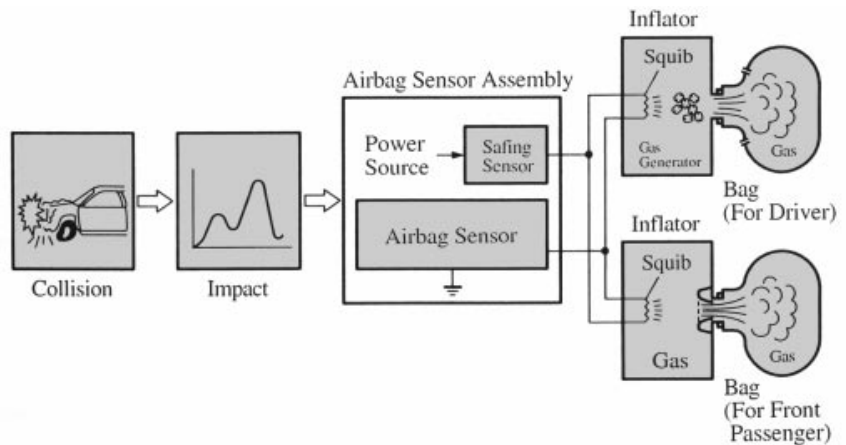 Collision
Impact
Airbag Sensor Assembly
Power
Source
Safing
Sensor
Airbag Sensor
Inflator
Squib
Gas
Generator
Gas
Bag
(For Driver)
Inflator
Squib
Gas
Gas
Bag
(For Front
Passenger)